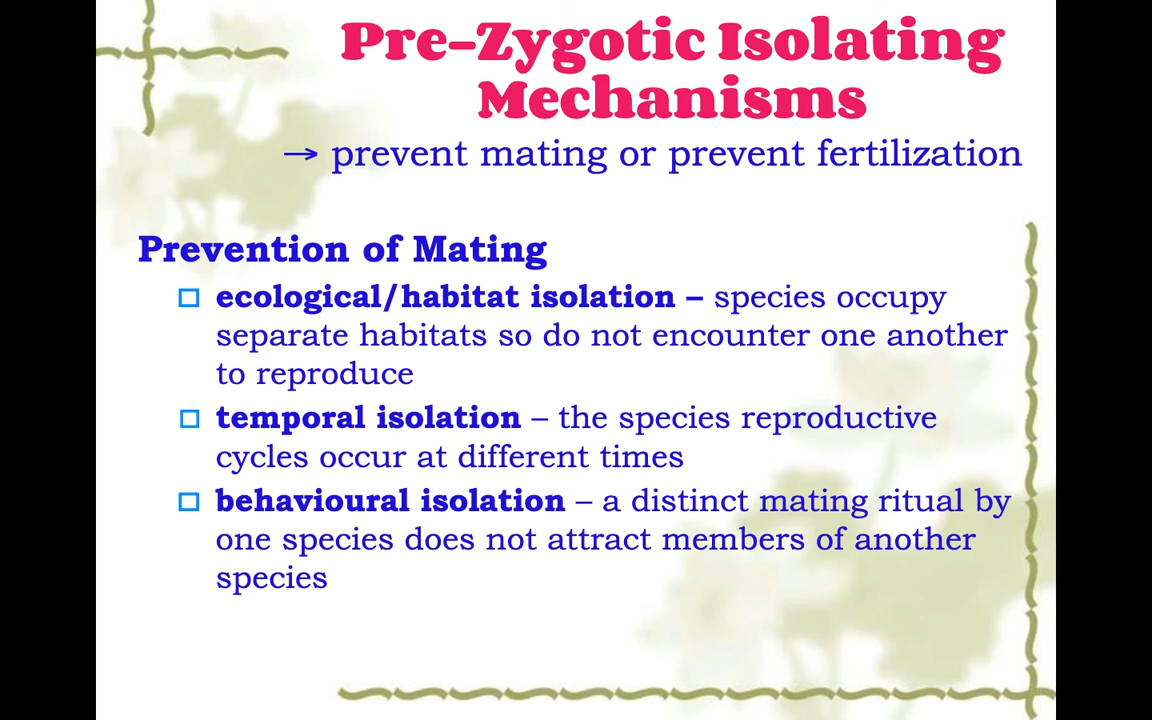 Pre-Zygotic Isolating
Mechanisms
→ prevent mating or prevent fertilization
Prevention of Mating
ecological/habitat isolation – species occupy
separate habitats so do not encounter one another
to reproduce
temporal isolation – the species reproductive
cycles occur at different times
behavioural isolation – a distinct mating ritual by
one species does not attract members of another
species